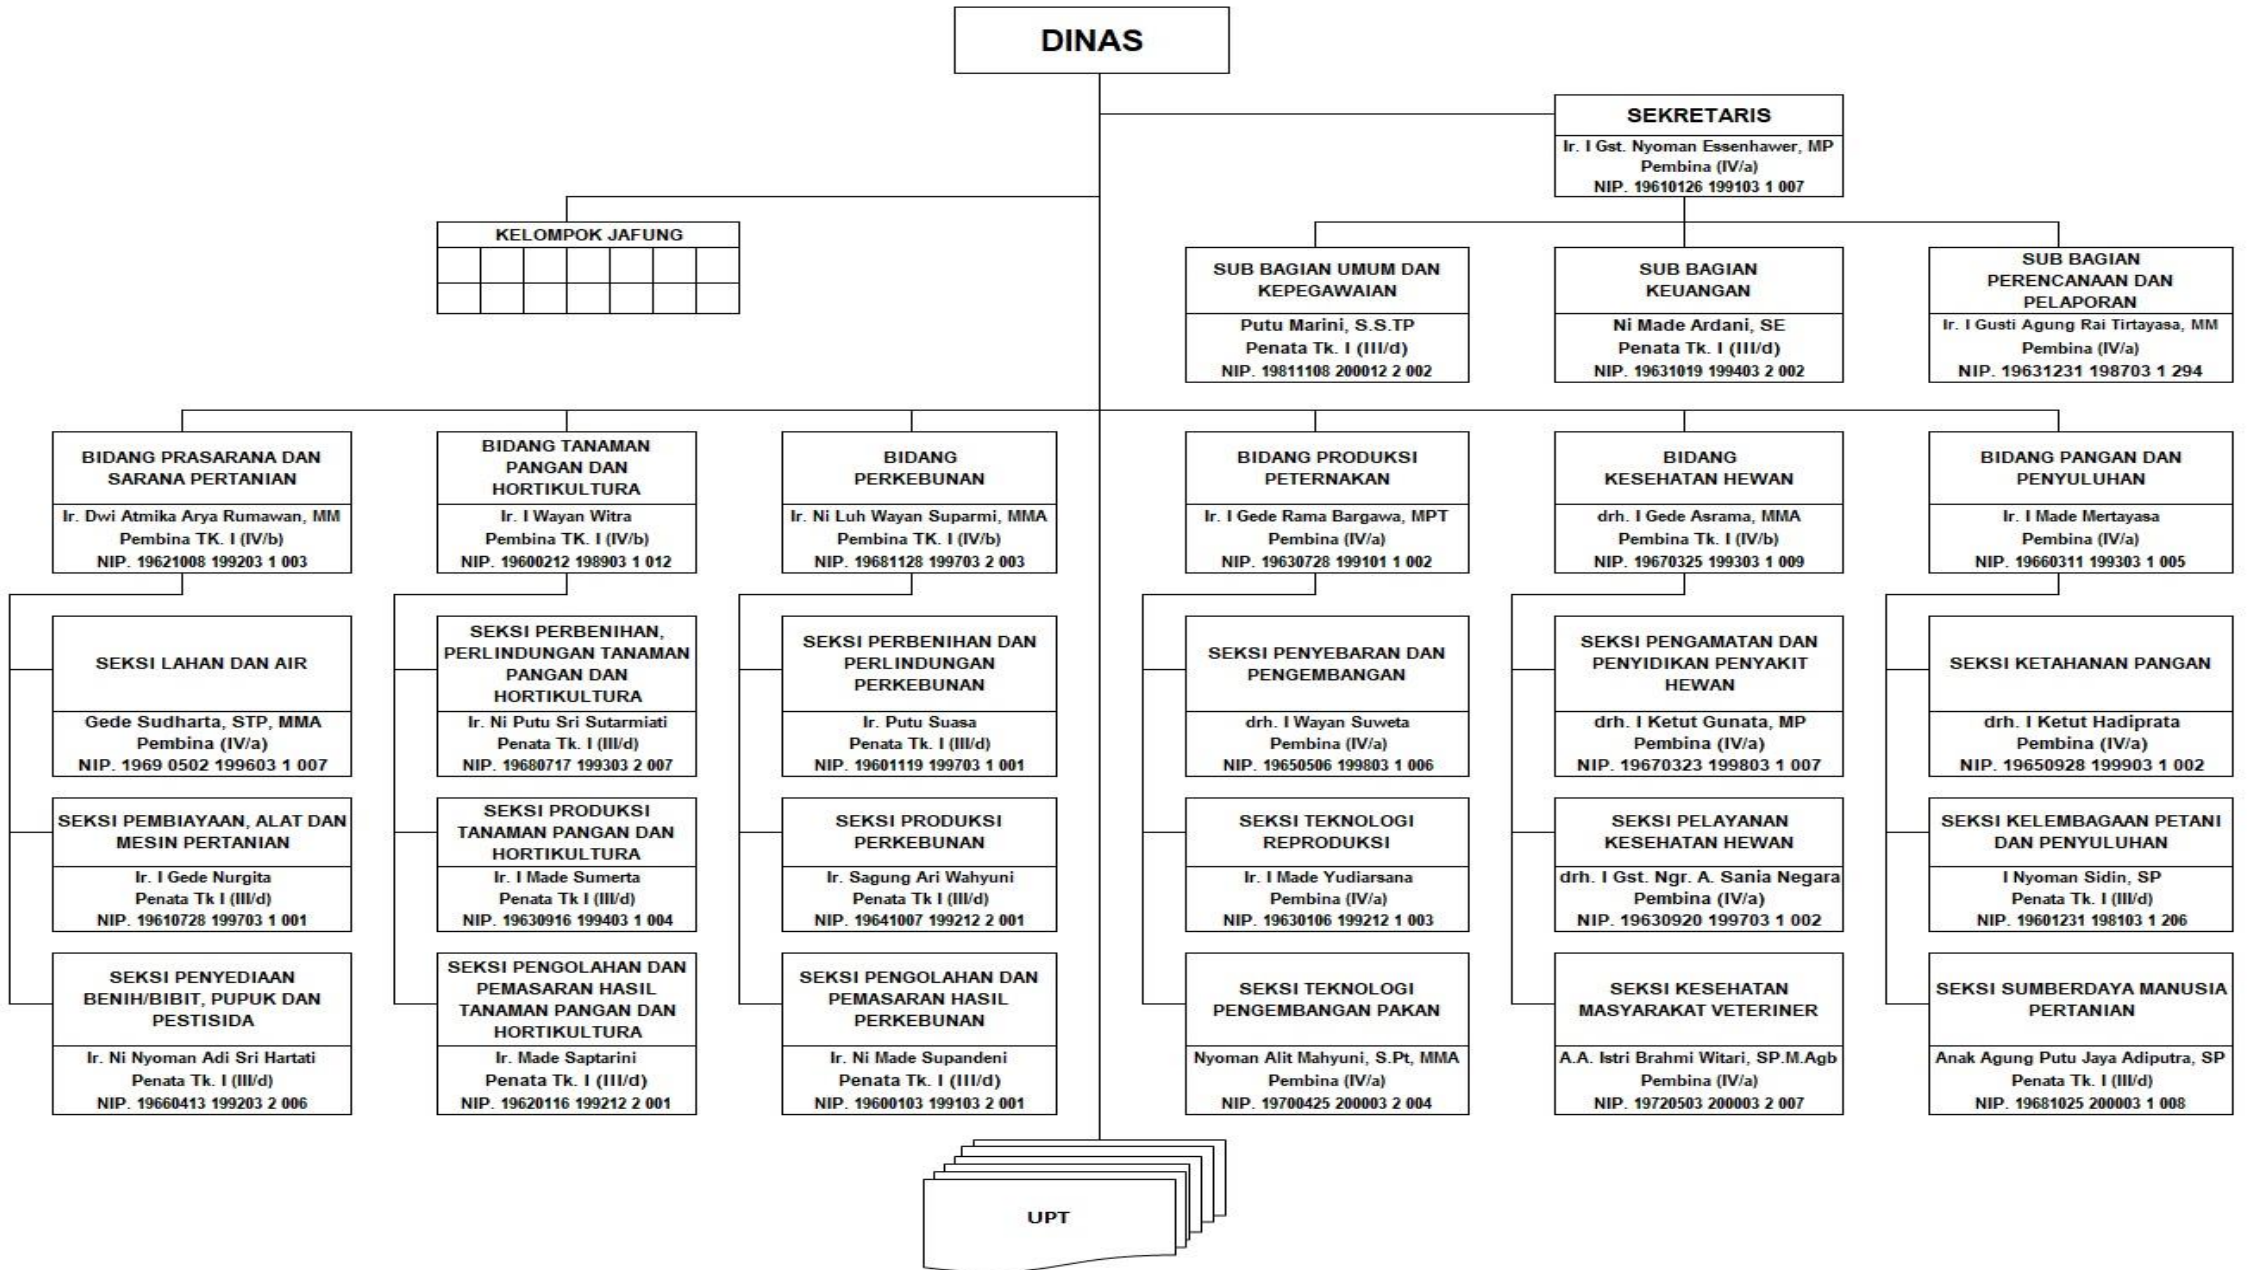 DINAS
SEKRETARIS
Ir. I Gst. Nyoman Essenhawer, MP
Pembina (IV/a)
NIP. 19610126 199103 1 007
KELOMPOK JAFUNG
SUB BAGIAN UMUM DAN
KEPEGAWAIAN
Putu Marini, S.S.TP
Penata Tk. I (III/d)
NIP. 19811108 200012 2 002
SUB BAGIAN
KEUANGAN
Ni Made Ardani, SE
Penata Tk. I (III/d)
NIP. 19631019 199403 2 002
SUB BAGIAN
PERENCANAAN DAN
PELAPORAN
Ir. I Gusti Agung Rai Tirtayasa, MM
Pembina (IV/a)
NIP. 19631231 198703 1 294
BIDANG PRASARANA DAN
SARANA PERTANIAN
Ir. Dwi Atmika Arya Rumawan, MM
Pembina TK. I (IV/b)
NIP. 19621008 199203 1 003
BIDANG TANAMAN
PANGAN DAN
HORTIKULTURA
Ir. I Wayan Witra
Pembina TK. I (IV/b)
NIP. 19600212 198903 1 012
BIDANG
PERKEBUNAN
Ir. Ni Luh Wayan Suparmi, MMA
Pembina TK. I (IV/b)
NIP. 19681128 199703 2 003
BIDANG PRODUKSI
PETERNAKAN
Ir. I Gede Rama Bargawa, MPT
Pembina (IV/a)
NIP. 19630728 199101 1 002
BIDANG
KESEHATAN HEWAN
drh. I Gede Asrama, MMA
Pembina Tk. I (IV/b)
NIP. 19670325 199303 1 009
BIDANG PANGAN DAN
PENYULUHAN
Ir. I Made Mertayasa
Pembina (IV/a)
NIP. 19660311 199303 1 005
SEKSI LAHAN DAN AIR
Gede Sudharta, STP, MMA
Pembina (IV/a)
NIP. 1969 0502 199603 1 007
SEKSI PERBENIHAN,
PERLINDUNGAN TANAMAN
PANGAN DAN
HORTIKULTURA
Ir. Ni Putu Sri Sutarmiati
Penata Tk. I (III/d)
NIP. 19680717 199303 2 007
SEKSI PERBENIHAN DAN
PERLINDUNGAN
PERKEBUNAN
Ir. Putu Suasa
Penata Tk. I (III/d)
NIP. 19601119 199703 1 001
SEKSI PENYEBARAN DAN
PENGEMBANGAN
drh. I Wayan Suweta
Pembina (IV/a)
NIP. 19650506 199803 1 006
SEKSI PENGAMATAN DAN
PENYIDIKAN PENYAKIT
HEWAN
drh. I Ketut Gunata, MP
Pembina (IV/a)
NIP. 19670323 199803 1 007
SEKSI KETAHANAN PANGAN
drh. I Ketut Hadiprata
Pembina (IV/a)
NIP. 19650928 199903 1 002
SEKSI PEMBIAYAAN, ALAT DAN
MESIN PERTANIAN
Ir. I Gede Nurgita
Penata Tk I (III/d)
NIP. 19610728 199703 1 001
SEKSI PRODUKSI
TANAMAN PANGAN DAN
HORTIKULTURA
Ir. I Made Sumerta
Penata Tk I (III/d)
NIP. 19630916 199403 1 004
SEKSI PRODUKSI
PERKEBUNAN
Ir. Sagung Ari Wahyuni
Penata Tk I (III/d)
NIP. 19641007 199212 2 001
SEKSI TEKNOLOGI
REPRODUKSI
Ir. I Made Yudiarsana
Pembina (IV/a)
NIP. 19630106 199212 1 003
SEKSI PELAYANAN
KESEHATAN HEWAN
drh. I Gst. Ngr. A. Sania Negara
Pembina (IV/a)
NIP. 19630920 199703 1 002
SEKSI KELEMBAGAAN PETANI
DAN PENYULUHAN
I Nyoman Sidin, SP
Penata Tk. I (III/d)
NIP. 19601231 198103 1 206
SEKSI PENYEDIAAN
BENIH/BIBIT, PUPUK DAN
PESTISIDA
Ir. Ni Nyoman Adi Sri Hartati
Penata Tk. I (III/d)
NIP. 19660413 199203 2 006
SEKSI PENGOLAHAN DAN
PEMASARAN HASIL
TANAMAN PANGAN DAN
HORTIKULTURA
Ir. Made Saptarini
Penata Tk. I (III/d)
NIP. 19620116 199212 2 001
SEKSI PENGOLAHAN DAN
PEMASARAN HASIL
PERKEBUNAN
Ir. Ni Made Supandeni
Penata Tk. I (III/d)
NIP. 19600103 199103 2 001
SEKSI TEKNOLOGI
PENGEMBANGAN PAKAN
Nyoman Alit Mahyuni, S.Pt, MMA
Pembina (IV/a)
NIP. 19700425 200003 2 004
SEKSI KESEHATAN
MASYARAKAT VETERINER
A.A. Istri Brahmi Witari, SP.M.Agb
Pembina (IV/a)
NIP. 19720503 200003 2 007
SEKSI SUMBERDAYA MANUSIA
PERTANIAN
Anak Agung Putu Jaya Adiputra, SP
Penata Tk. I (III/d)
NIP. 19681025 200003 1 008
UPT